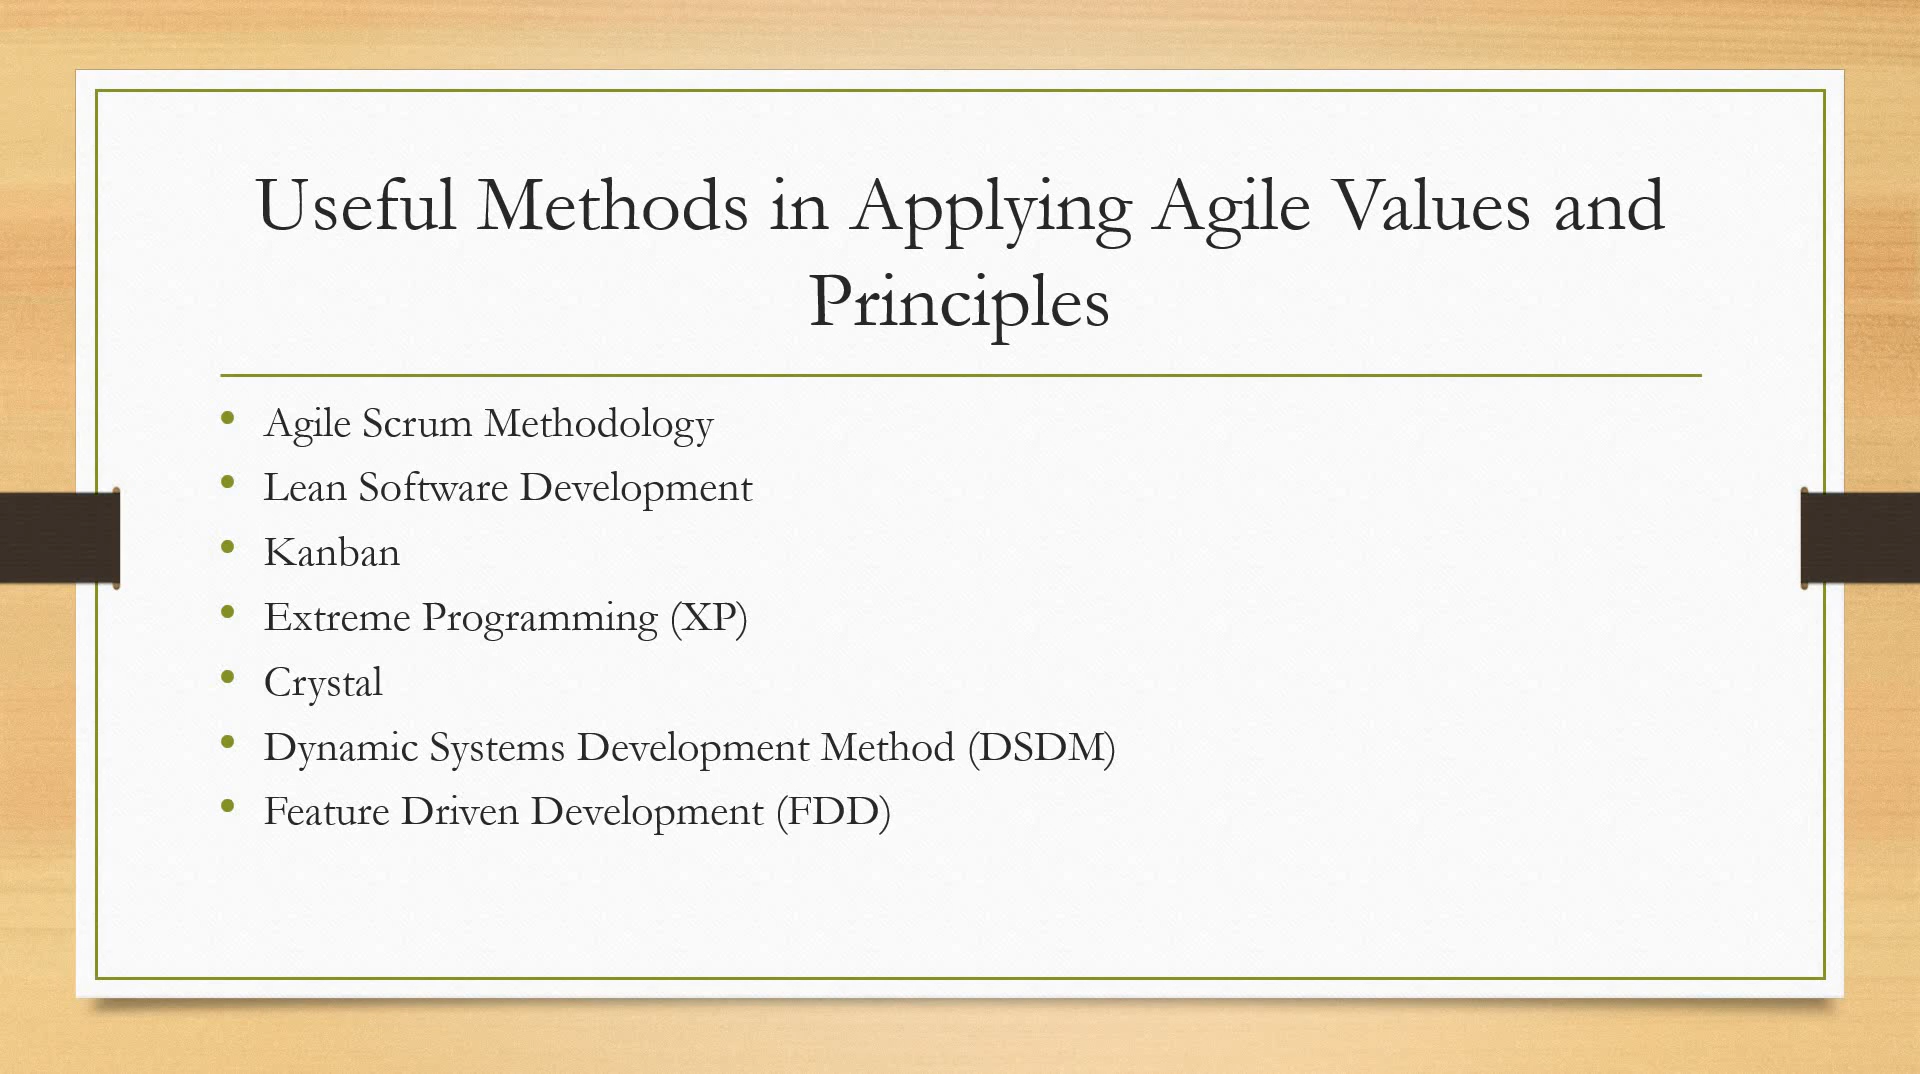 Useful Methods in Applying Agile Values and
Principles
• Agile Scrum Methodology
• Lean Software Development
• Kanban
• Extreme Programming (XP)
• Crystal
• Dynamic Systems Development Method (DSDM)
• Feature Driven Development (FDD)